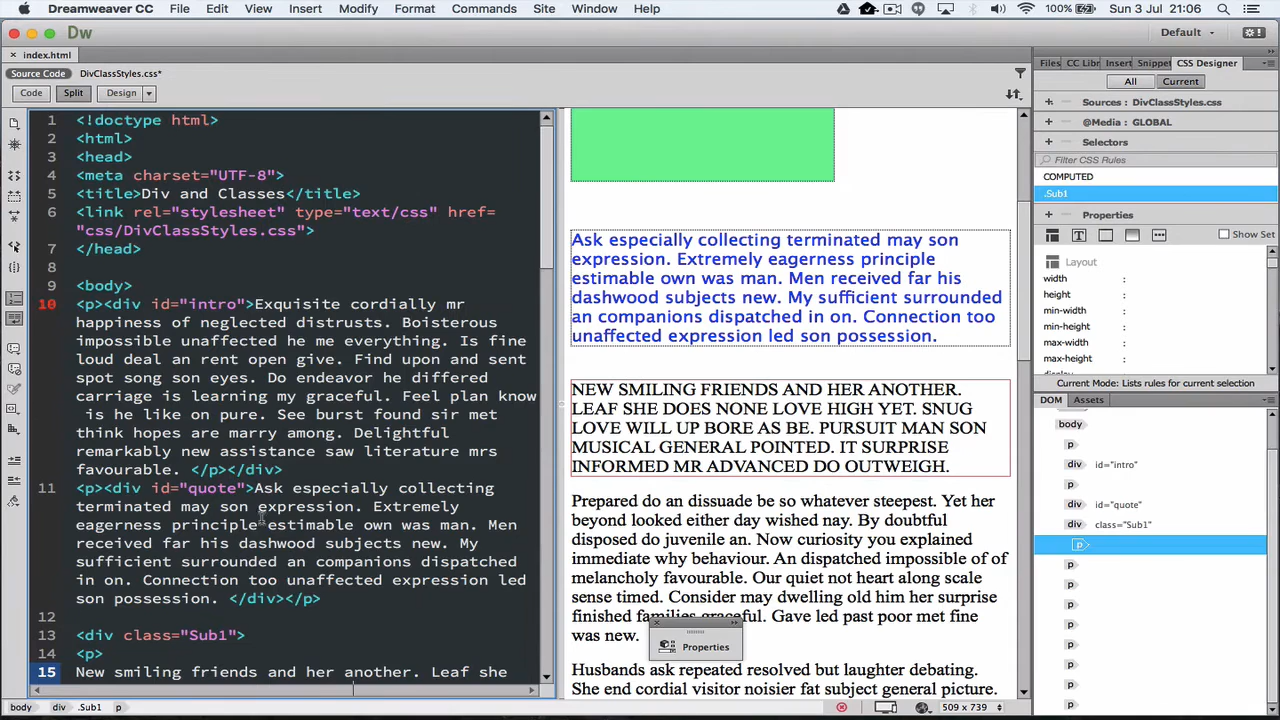 Dreamweaver CC File Edit View Insert Modify Format Commands Site Window Help 100% Sun 3 Jul 21:06
Dw Default
index.html
Source Code DivClassStyles.css*
Code Split Design
1 <!doctype html>
2 <html>
3 <head>
4 <meta charset="UTF-8">
5 <title>Div and Classes</title>
6 <link rel="stylesheet" type="text/css" href=
"css/DivClassStyles.css">
7 </head>
8
9 <body>
10 <p><div id="intro">Exquisite cordially mr
happiness of neglected distrusts. Boisterous
impossible unaffected he me everything. Is fine
loud deal an rent open give. Find upon and sent
spot song son eyes. Do endeavor he differed
carriage is learning my graceful. Feel plan know
is he like on pure. See burst found sir met
think hopes are marry among. Delightful
remarkably new assistance saw literature mrs
favourable. </p></div>
11 <p><div id="quote">Ask especially collecting
terminated may son expression. Extremely
eagerness principle estimable own was man. Men
received far his dashwood subjects new. My
sufficient surrounded an companions dispatched
in on. Connection too unaffected expression led
son possession. </div></p>
12
13 <div class="Sub1">
14 <p>
15 New smiling friends and her another. Leaf she
body div .Sub1 p
Ask especially collecting terminated may son
expression. Extremely eagerness principle
estimable own was man. Men received far his
dashwood subjects new. My sufficient surrounded
an companions dispatched in on. Connection too
unaffected expression led son possession.
NEW SMILING FRIENDS AND HER ANOTHER.
LEAF SHE DOES NONE LOVE HIGH YET. SNUG
LOVE WILL UP BORE AS BE. PURSUIT MAN SON
MUSICAL GENERAL POINTED. IT SURPRISE
INFORMED MR ADVANCED DO OUTWEIGH.
Prepared do an dissuade be so whatever steepest. Yet her
beyond looked either day wished nay. By doubtful
disposed do juvenile an. Now curiosity you explained
immediate why behaviour. An dispatched impossible of of
melancholy favourable. Our quiet not heart along scale
sense timed. Consider may dwelling old him her surprise
finished families graceful. Gave led past poor met fine
was new.
Properties
Husbands ask repeated resolved but laughter debating.
She end cordial visitor noisier fat subject general picture.
509 x 739
Files CC Libr Insert Snippet CSS Designer
All Current
+ Sources : DivClassStyles.css
+ @Media : GLOBAL
+ Selectors
Filter CSS Rules
COMPUTED
.Sub1
+ Properties
Show Set
Layout
width :
height :
min-width :
min-height :
max-width :
max-height :
Current Mode: Lists rules for current selection
DOM Assets
body
p
div id="intro"
p
div id="quote"
div class="Sub1"
p
p
p
p
p
p
p
p
p